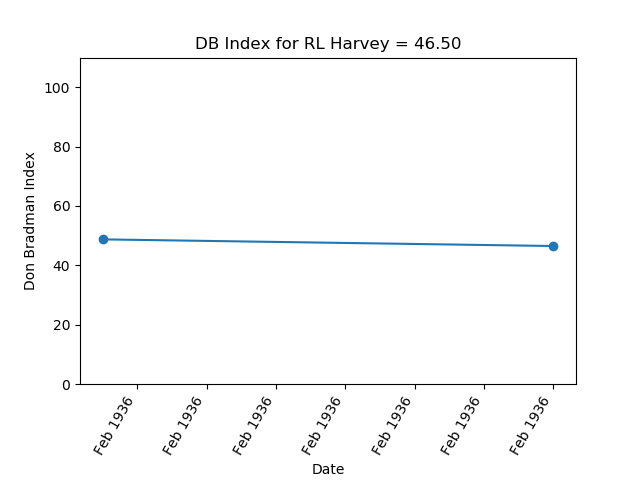 DB Index for RL Harvey = 46.50
Don Bradman Index
100
80
60
40
20
0
Feb 1936
Feb 1936
Feb 1936
Feb 1936
Feb 1936
Feb 1936
Feb 1936
Date